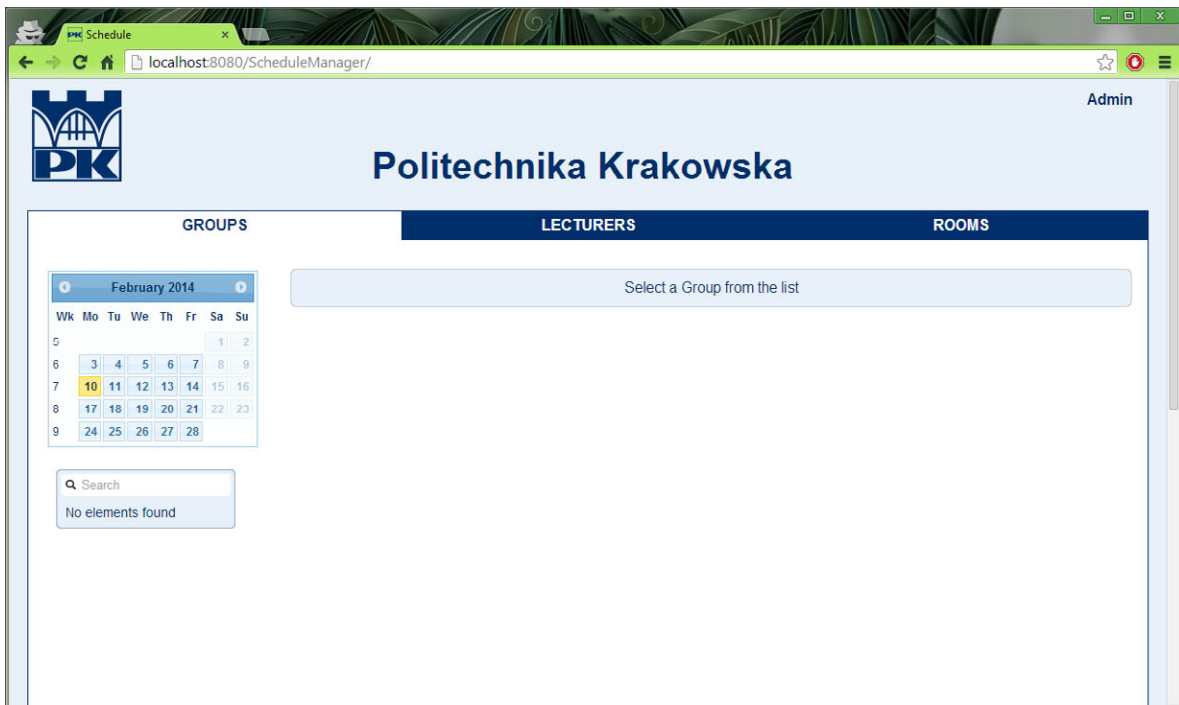 PK Schedule
localhost:8080/ScheduleManager/
Admin
PK
Politechnika Krakowska
GROUPS LECTURERS ROOMS
February 2014
Wk Mo Tu We Th Fr Sa Su
5 1 2
6 3 4 5 6 7 8 9
7 10 11 12 13 14 15 16
8 17 18 19 20 21 22 23
9 24 25 26 27 28
Select a Group from the list
Search
No elements found